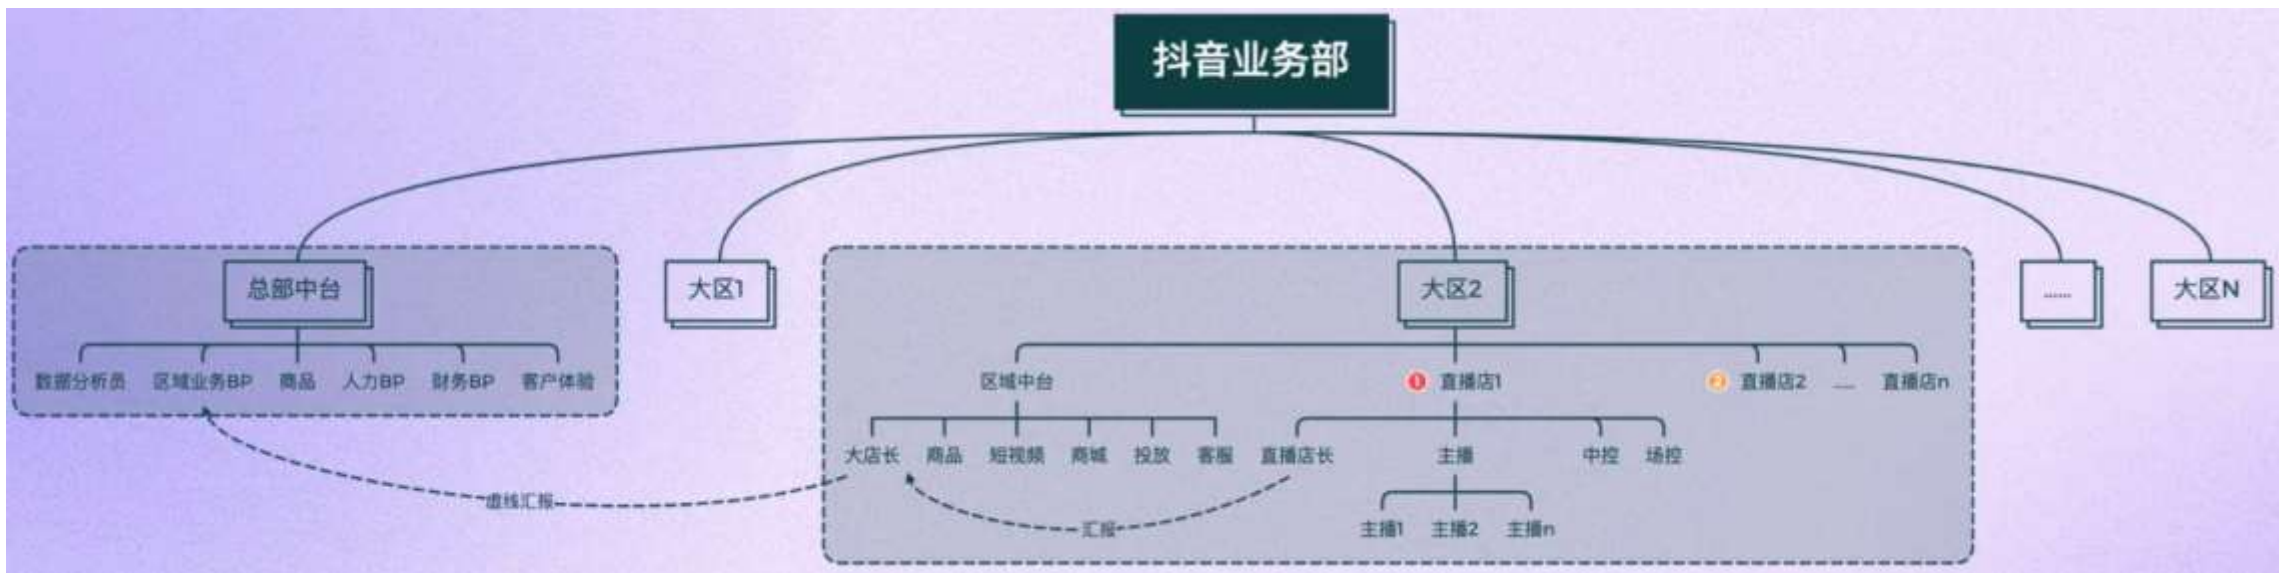 抖音业务部
总部中台
大区1
大区2
......
大区N
数据分析员 区域业务BP 商品 人力BP 财务BP 客户体验
区域中台
1 直播店1
2 直播店2
......
直播店n
大店长 商品 短视频 商城 投放 客服
直播店长 主播 中控 场控
虚线汇报
汇报
主播1 主播2 主播n